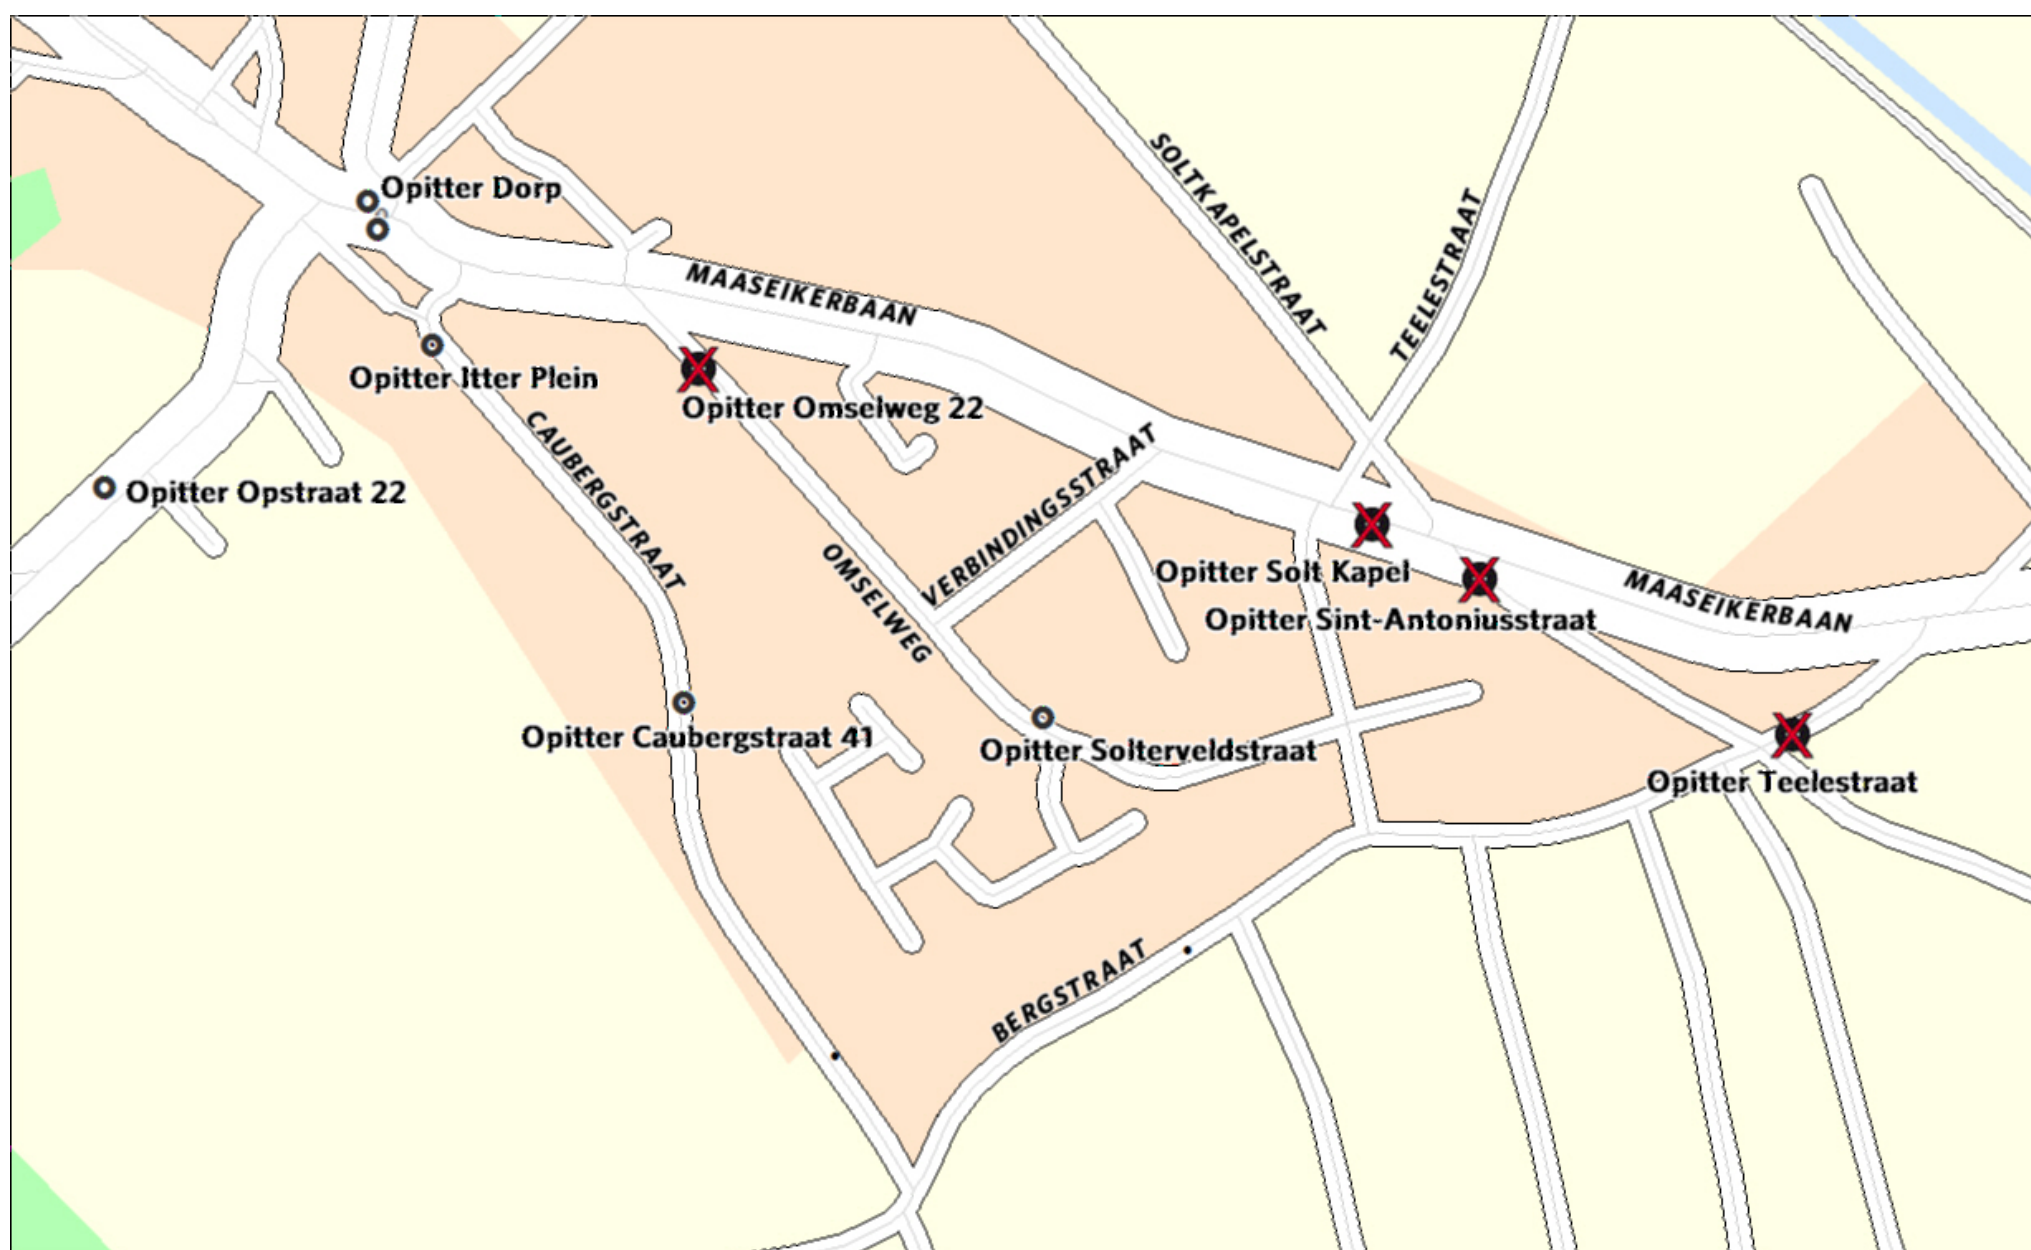 SOLTKAPELSTRAAT
Opitter Dorp
TEELESTRAAT
MAASEIKERBAAN
Opitter Itter Plein
Opitter Omselweg 22
Opitter Opstraat 22
CAUBERGSTRAAT
VERBINDINGSSTRAAT
OMSELWEG
Opitter Solt Kapel
MAASEIKERBAAN
Opitter Sint-Antoniusstraat
Opitter Caubergstraat 41
Opitter Solterveldstraat
Opitter Teelestraat
BERGSTRAAT